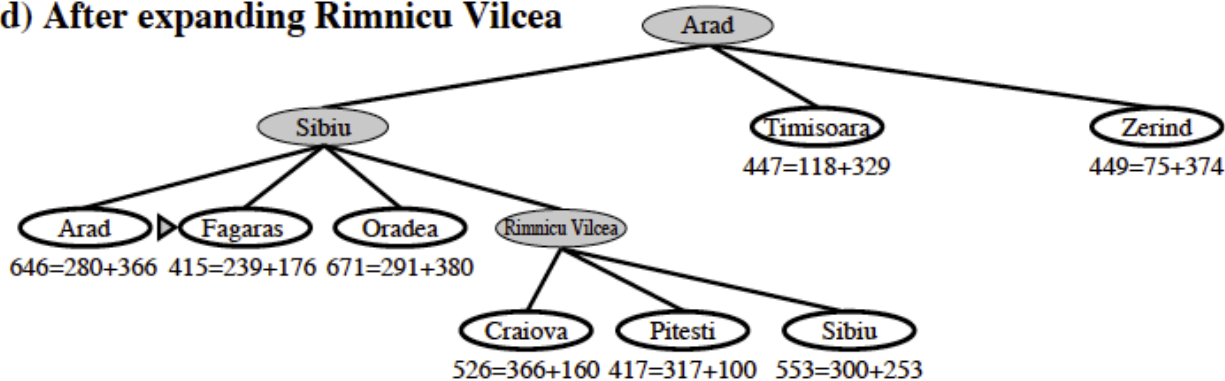 d) After expanding Rimnicu Vilcea
Arad
Sibiu
Timisoara
Zerind
447=118+329
449=75+374
Arad
Fagaras
Oradea
Rimnicu Vilcea
646=280+366
415=239+176
671=291+380
Craiova
Pitesti
Sibiu
526=366+160
417=317+100
553=300+253